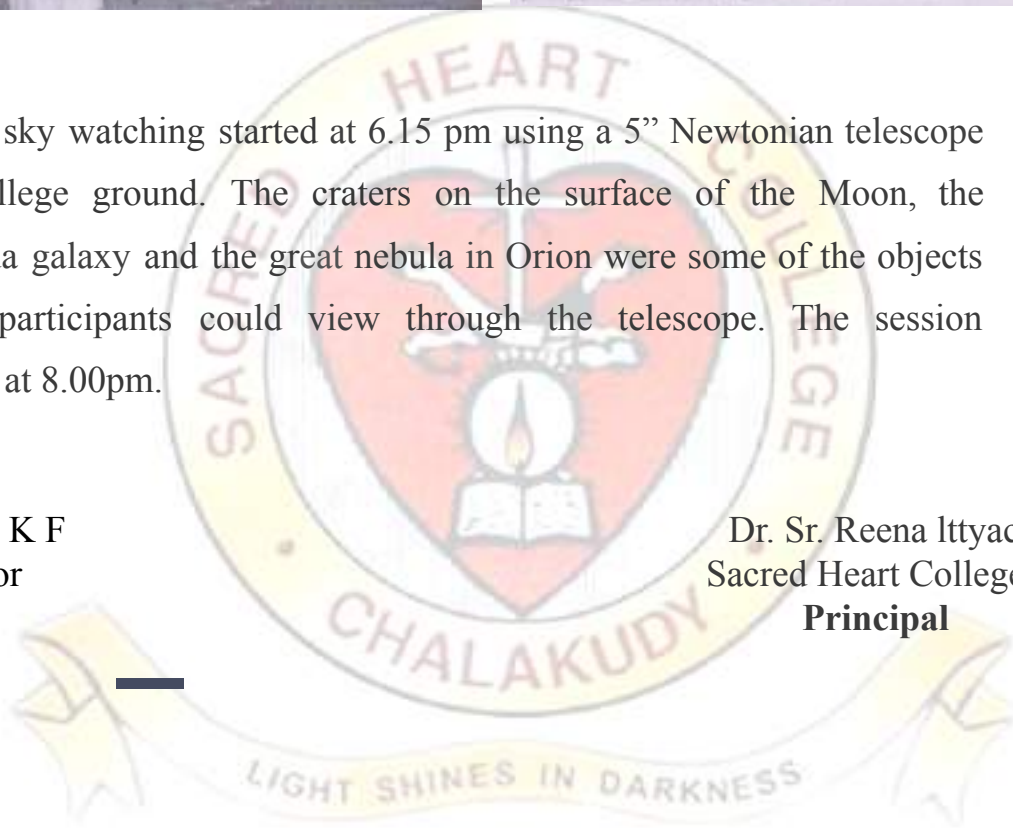 sky watching started at 6.15 pm using a 5” Newtonian telescope
llege ground. The craters on the surface of the Moon, the
a galaxy and the great nebula in Orion were some of the objects
participants could view through the telescope. The session
at 8.00pm.
K F
or
Dr. Sr. Reena lttyac
Sacred Heart College
Principal
SACRED HEART COLLEGE
CHALAKUDY
LIGHT SHINES IN DARKNESS